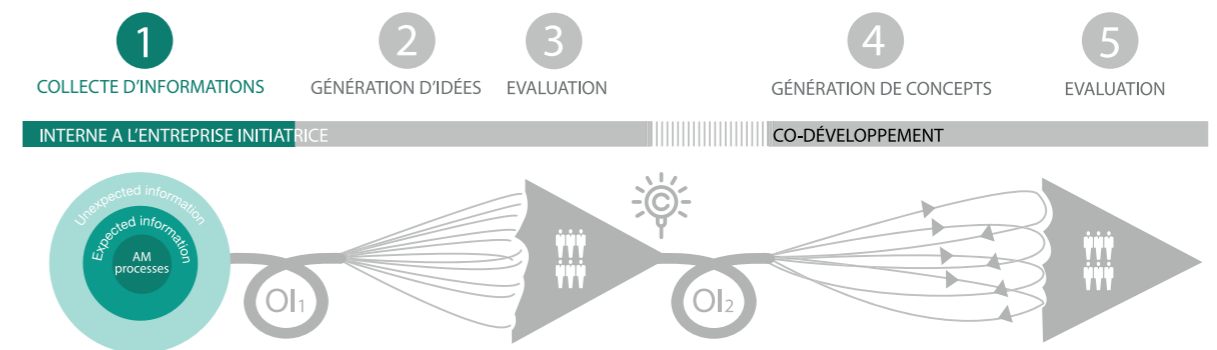 1
2
3
4
5
COLLECTE D'INFORMATIONS
GÉNÉRATION D'IDÉES
EVALUATION
GÉNÉRATION DE CONCEPTS
EVALUATION
INTERNE A L'ENTREPRISE INITIATRICE
CO-DÉVELOPPEMENT
Unexpected information
Expected information
AM
processes
OI1
C
OI2